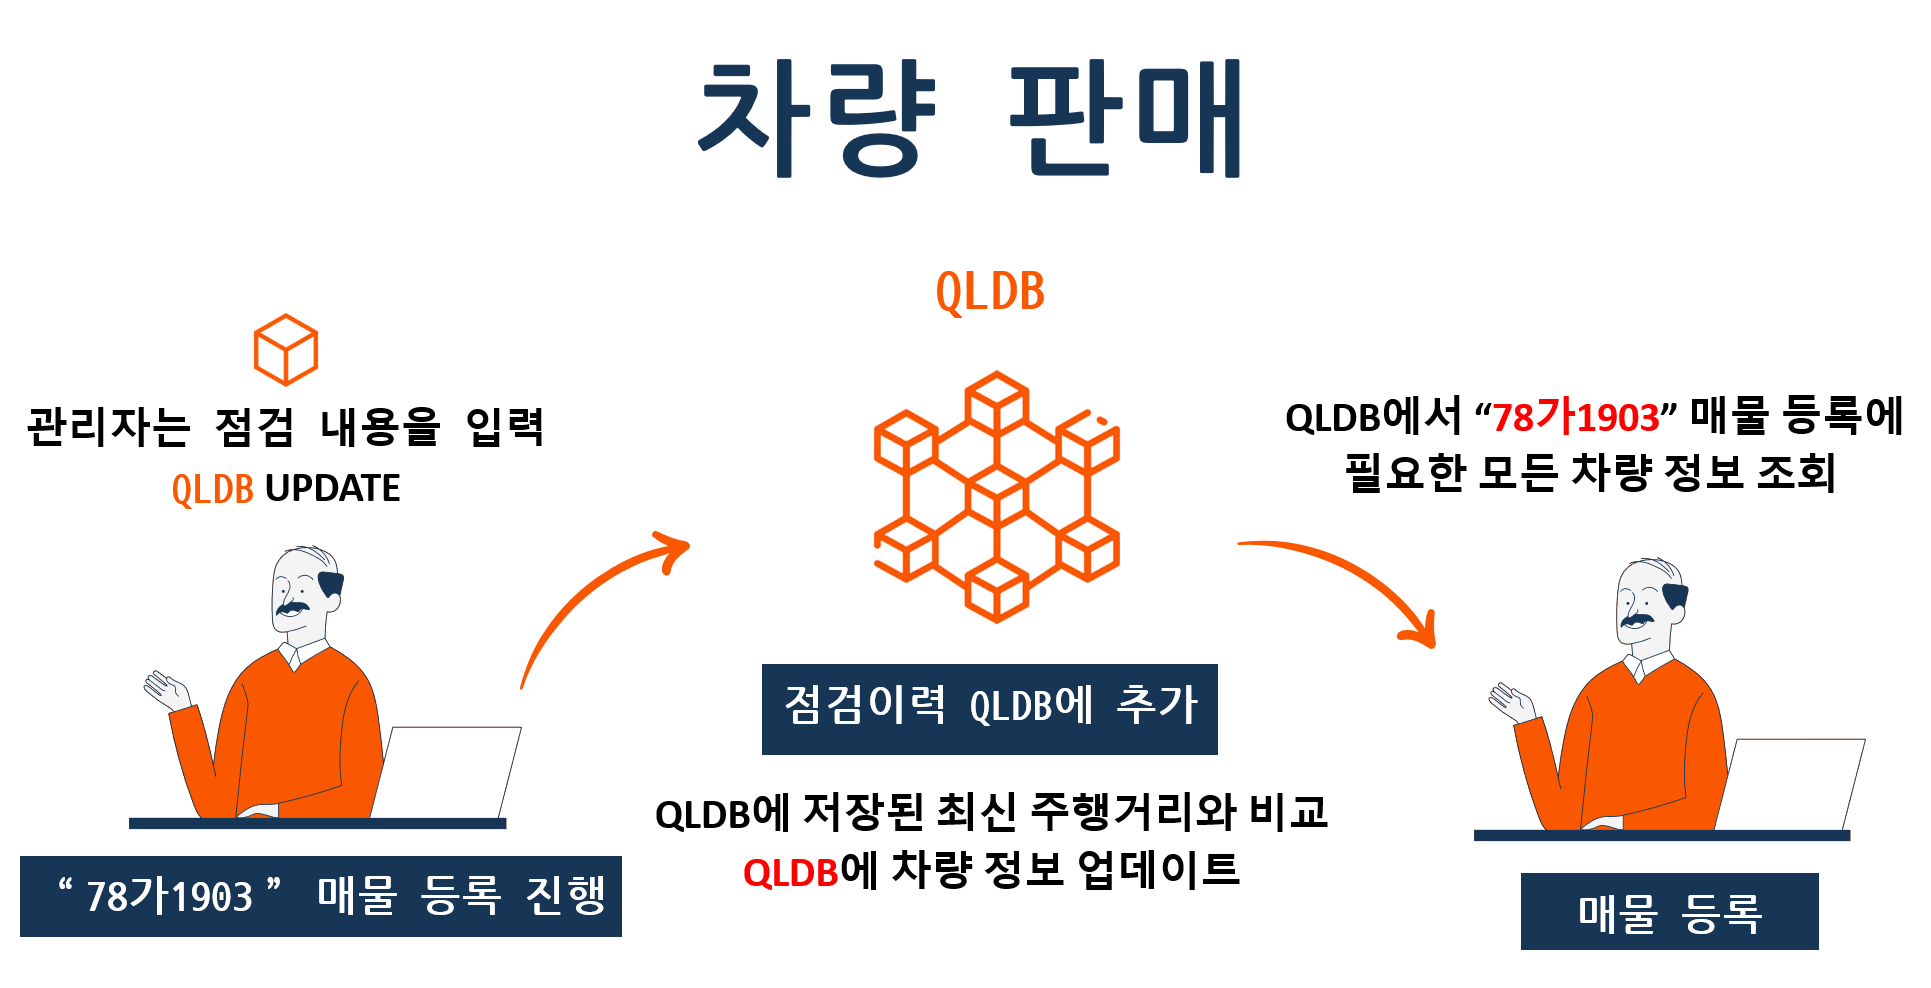 차량 판매
관리자는 점검 내용을 입력
QLDB UPDATE
“ 78가1903 ” 매물 등록 진행
QLDB
점검이력 QLDB에 추가
QLDB에 저장된 최신 주행거리와 비교
QLDB에 차량 정보 업데이트
QLDB에서 “78가1903” 매물 등록에
필요한 모든 차량 정보 조회
매물 등록